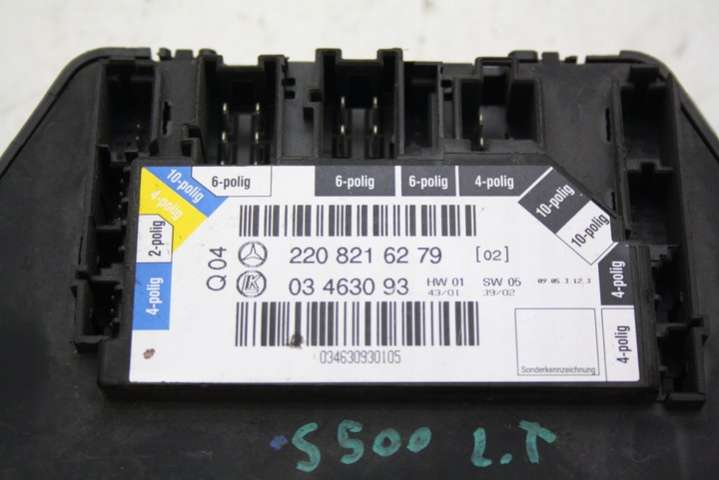 10-polig
4-polig
2-polig
4-polig
6-polig
6-polig
6-polig
4-polig
10-polig
10-polig
4-polig
4-polig
Q 04
220 821 62 79 [02]
03 4630 93 HW 01 SW 05
43/01 39/02
034630930105
Sonderkennzeichnung
S500 L.T